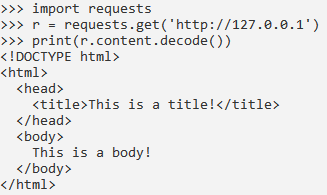 >>> import requests
>>> r = requests.get('http://127.0.0.1')
>>> print(r.content.decode())
<!DOCTYPE html>
<html>
  <head>
    <title>This is a title!</title>
  </head>
  <body>
    This is a body!
  </body>
</html>